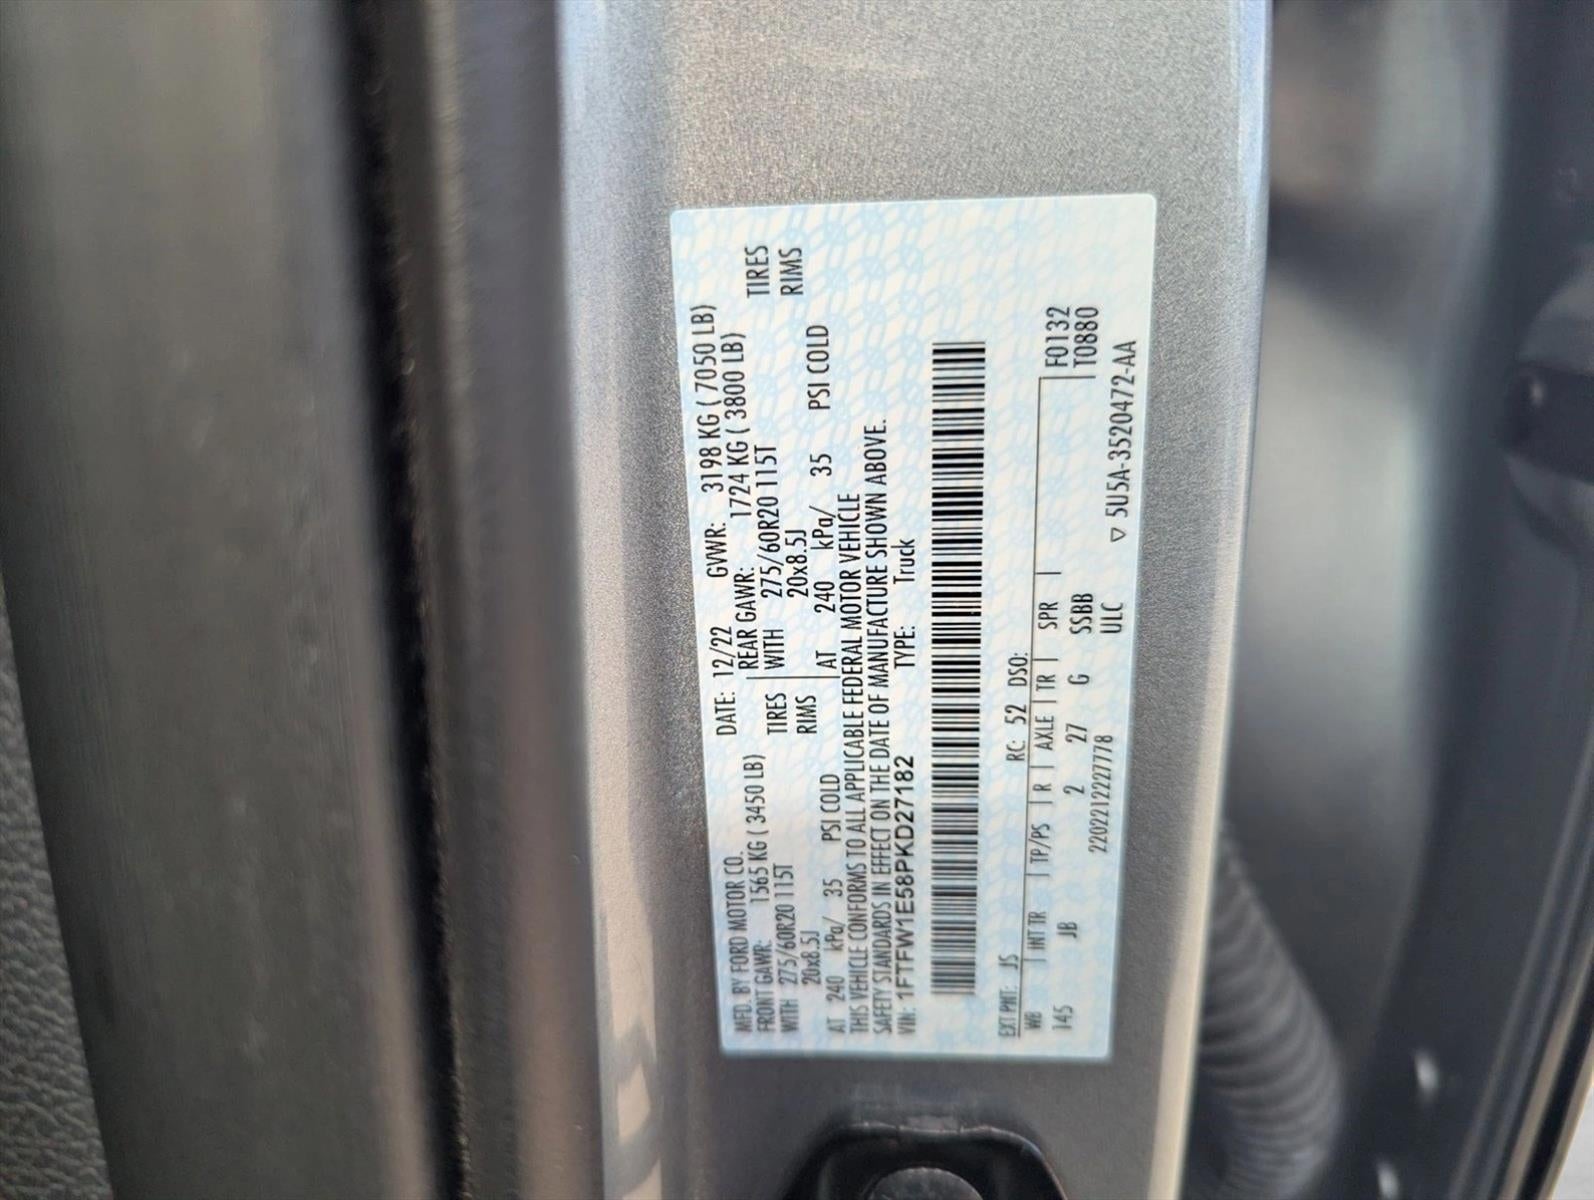 MFD. BY FORD MOTOR CO. DATE: 12/22 GVWR: 3198 KG ( 7050 LB)
FRONT GAWR: 1565 KG ( 3450 LB) REAR GAWR: 1724 KG ( 3800 LB)
WITH 275/60R20 115T TIRES WITH 275/60R20 115T TIRES
20x8.5J RIMS 20x8.5J RIMS
AT 240 kPa/ 35 PSI COLD AT 240 kPa/ 35 PSI COLD
THIS VEHICLE CONFORMS TO ALL APPLICABLE FEDERAL MOTOR VEHICLE
SAFETY STANDARDS IN EFFECT ON THE DATE OF MANUFACTURE SHOWN ABOVE.
VIN: 1FTFW1E58PKD27182 TYPE: Truck
EXT PNT: JS RC: 52 DSO:
WB | INT TR | TP/PS | R | AXLE | TR | SPR | F0132
145 JB 2 27 G SSBB T0880
220221222778 ULC
▽ 5U5A-3520472-AA